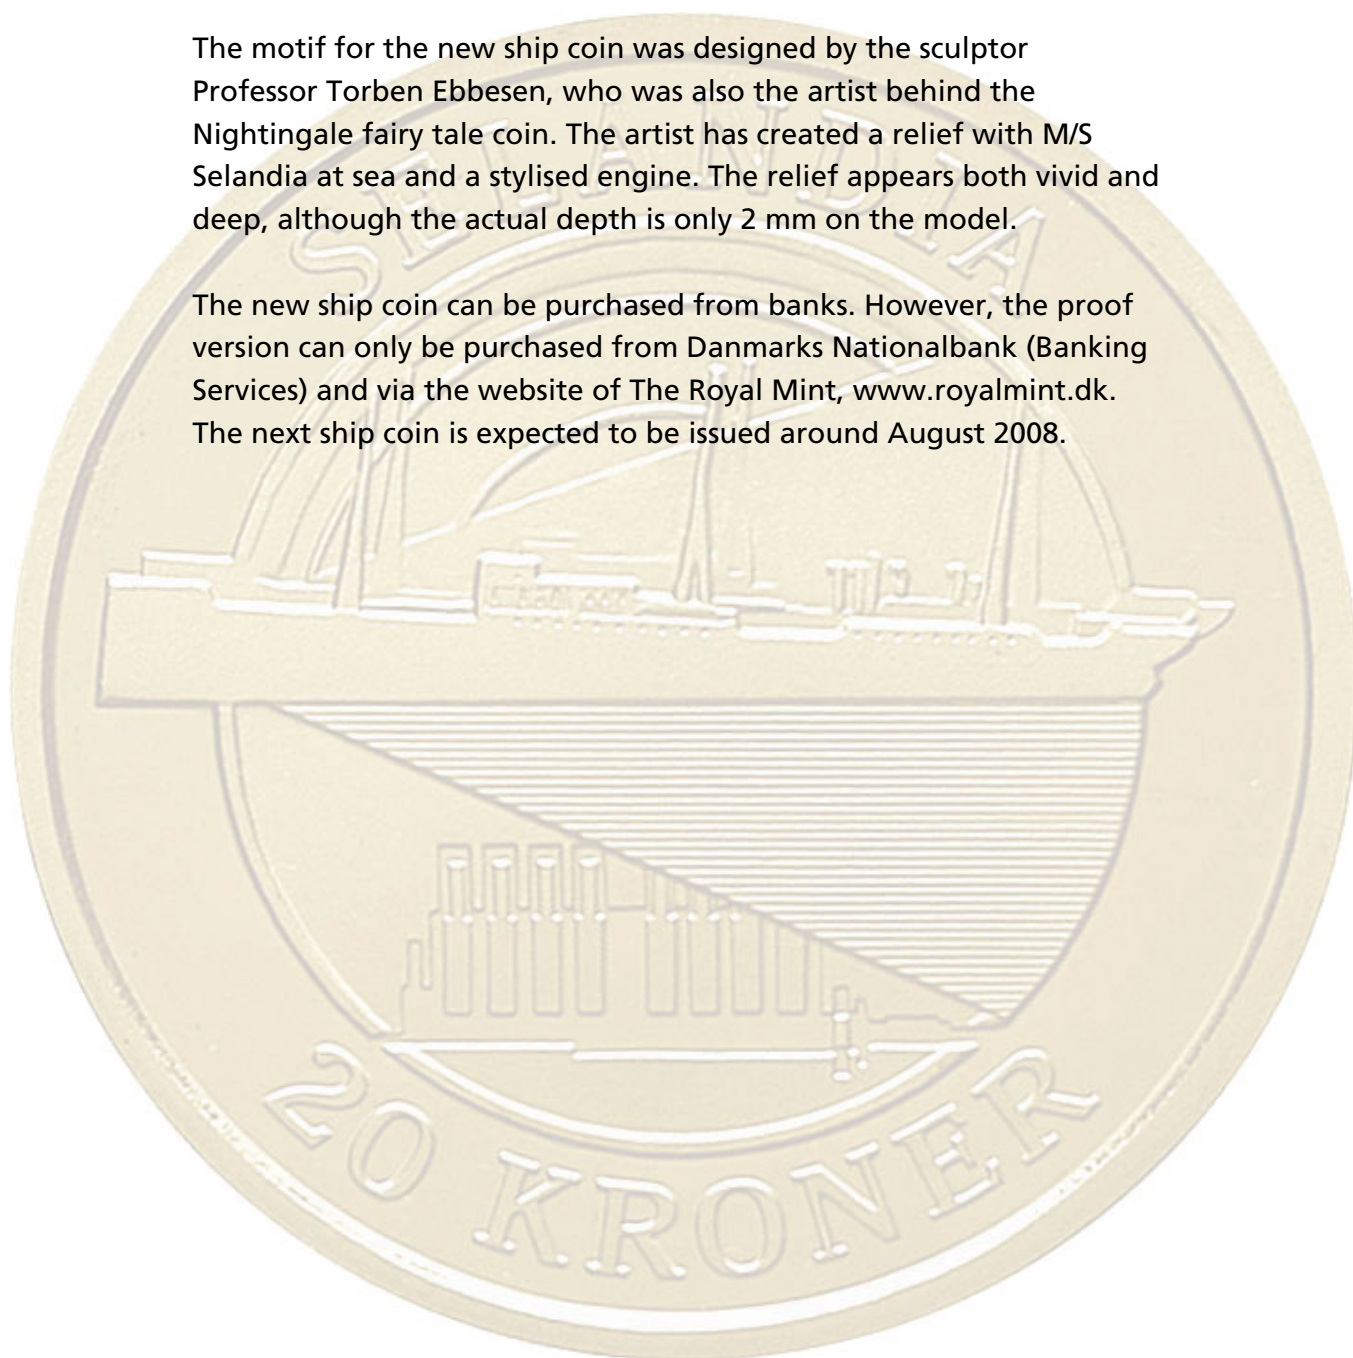 The motif for the new ship coin was designed by the sculptor
Professor Torben Ebbesen, who was also the artist behind the
Nightingale fairy tale coin. The artist has created a relief with M/S
Selandia at sea and a stylised engine. The relief appears both vivid and
deep, although the actual depth is only 2 mm on the model.
The new ship coin can be purchased from banks. However, the proof
version can only be purchased from Danmarks Nationalbank (Banking
Services) and via the website of The Royal Mint, www.royalmint.dk.
The next ship coin is expected to be issued around August 2008.
SELANDIA
20 KRONER